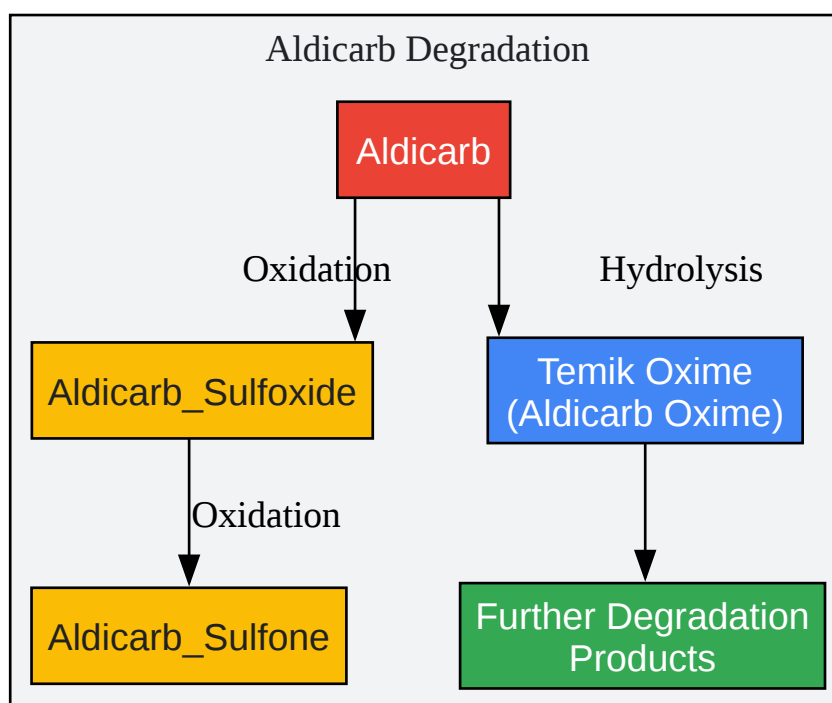 Aldicarb Degradation
Aldicarb
Oxidation
Hydrolysis
Aldicarb_Sulfoxide
Temik Oxime
(Aldicarb Oxime)
Oxidation
Aldicarb_Sulfone
Further Degradation
Products